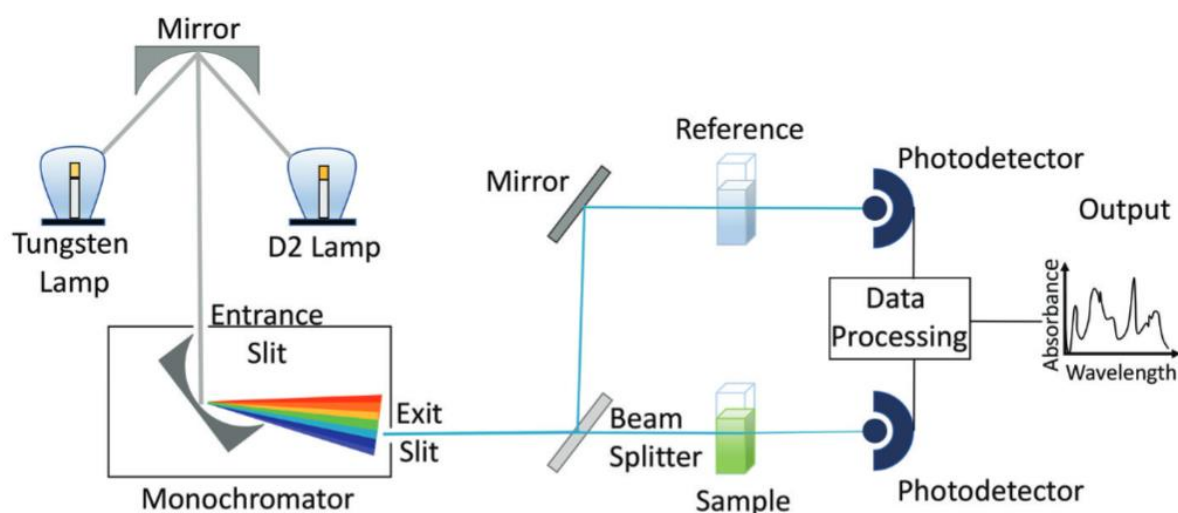 Mirror
Tungsten
Lamp
D2 Lamp
Entrance
Slit
Exit
Slit
Monochromator
Mirror
Beam
Splitter
Reference
Sample
Photodetector
Data
Processing
Photodetector
Output
Absorbance
Wavelength